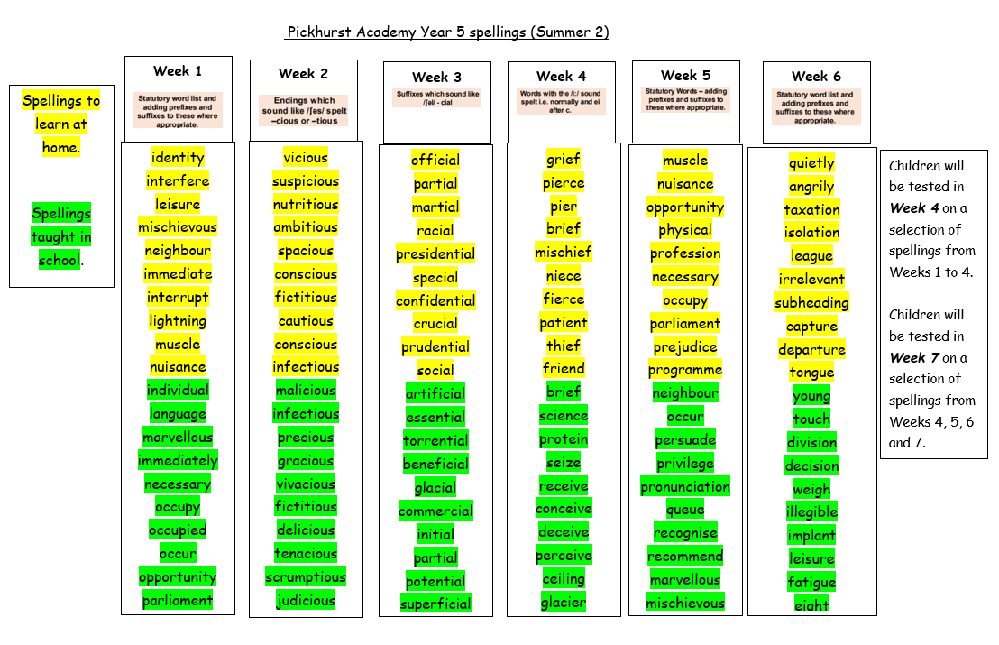 Pickhurst Academy Year 5 spellings (Summer 2)
Spellings to
learn at
home.
Spellings
taught in
school.
Week 1
Statutory word list and
adding prefixes and
suffixes to these where
appropriate.
identity
interfere
leisure
mischievous
neighbour
immediate
interrupt
lightning
muscle
nuisance
individual
language
marvellous
immediately
necessary
occupy
occupied
occur
opportunity
parliament
Week 2
Endings which
sound like /ʃəs/ spelt
–cious or –tious
vicious
suspicious
nutritious
ambitious
spacious
conscious
fictitious
cautious
conscious
infectious
malicious
infectious
precious
gracious
vivacious
fictitious
delicious
tenacious
scrumptious
judicious
Week 3
Suffixes which sound like
/ʃəl/ - cial
official
partial
martial
racial
presidential
special
confidential
crucial
prudential
social
artificial
essential
torrential
beneficial
glacial
commercial
initial
partial
potential
superficial
Week 4
Words with the /i:/ sound
spelt i.e. normally and ei
after c.
grief
pierce
pier
brief
mischief
niece
fierce
patient
thief
friend
brief
science
protein
seize
receive
conceive
deceive
perceive
ceiling
glacier
Week 5
Statutory Words – adding
prefixes and suffixes to
these where appropriate.
muscle
nuisance
opportunity
physical
profession
necessary
occupy
parliament
prejudice
programme
neighbour
occur
persuade
privilege
pronunciation
queue
recognise
recommend
marvellous
mischievous
Week 6
Statutory word list and
adding prefixes and
suffixes to these where
appropriate.
quietly
angrily
taxation
isolation
league
irrelevant
subheading
capture
departure
tongue
young
touch
division
decision
weigh
illegible
implant
leisure
fatigue
eight
Children will
be tested in
Week 4 on a
selection of
spellings from
Weeks 1 to 4.
Children will
be tested in
Week 7 on a
selection of
spellings from
Weeks 4, 5, 6
and 7.